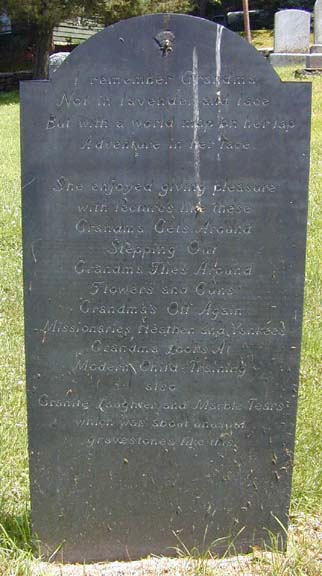 I remember Grandma
Not in lavender and lace
But with a world map on her lap
Adventure in her face.
She enjoyed giving pleasure
with lectures like these
Grandma Gets Around
Stepping Out
Grandma Flies Around
Flowers and Guns
Grandma's Off Again
Missionaries, Heathen and Yankees
Grandma Looks At
Modern Child-Training
also
Granite Laughter and Marble Tears
which was about unusual
gravestones like this.